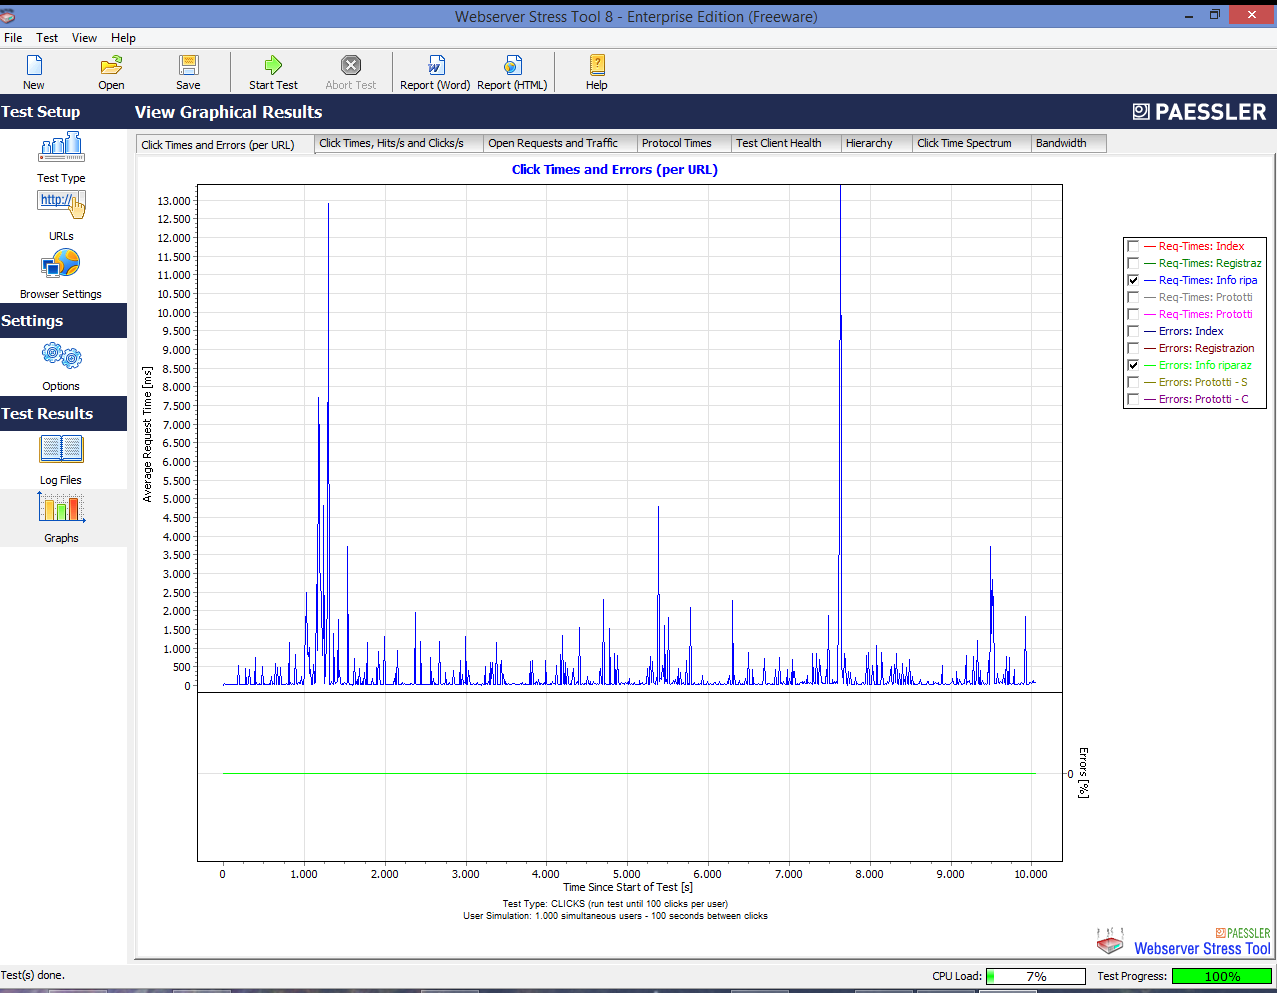 Webserver Stress Tool 8 - Enterprise Edition (Freeware)
File Test View Help
New Open Save Start Test Abort Test Report (Word) Report (HTML) Help
Test Setup
View Graphical Results
PAESSLER
Test Type
http://
URLs
Browser Settings
Settings
Options
Test Results
Log Files
Graphs
Click Times and Errors (per URL) Click Times, Hits/s and Clicks/s Open Requests and Traffic Protocol Times Test Client Health Hierarchy Click Time Spectrum Bandwidth
Click Times and Errors (per URL)
13.000
12.500
12.000
11.500
11.000
10.500
10.000
9.500
9.000
8.500
8.000
7.500
7.000
6.500
6.000
5.500
5.000
4.500
4.000
3.500
3.000
2.500
2.000
1.500
1.000
500
0
Average Request Time [ms]
Req-Times: Index
Req-Times: Registraz
Req-Times: Info ripa
Req-Times: Prototti
Req-Times: Prototti
Errors: Index
Errors: Registrazion
Errors: Info riparaz
Errors: Prototti - S
Errors: Prototti - C
0
Errors [%]
0 1.000 2.000 3.000 4.000 5.000 6.000 7.000 8.000 9.000 10.000
Time Since Start of Test [s]
Test Type: CLICKS (run test until 100 clicks per user)
User Simulation: 1.000 simultaneous users - 100 seconds between clicks
PAESSLER
Webserver Stress Tool
Test(s) done.
CPU Load: 7% Test Progress: 100%